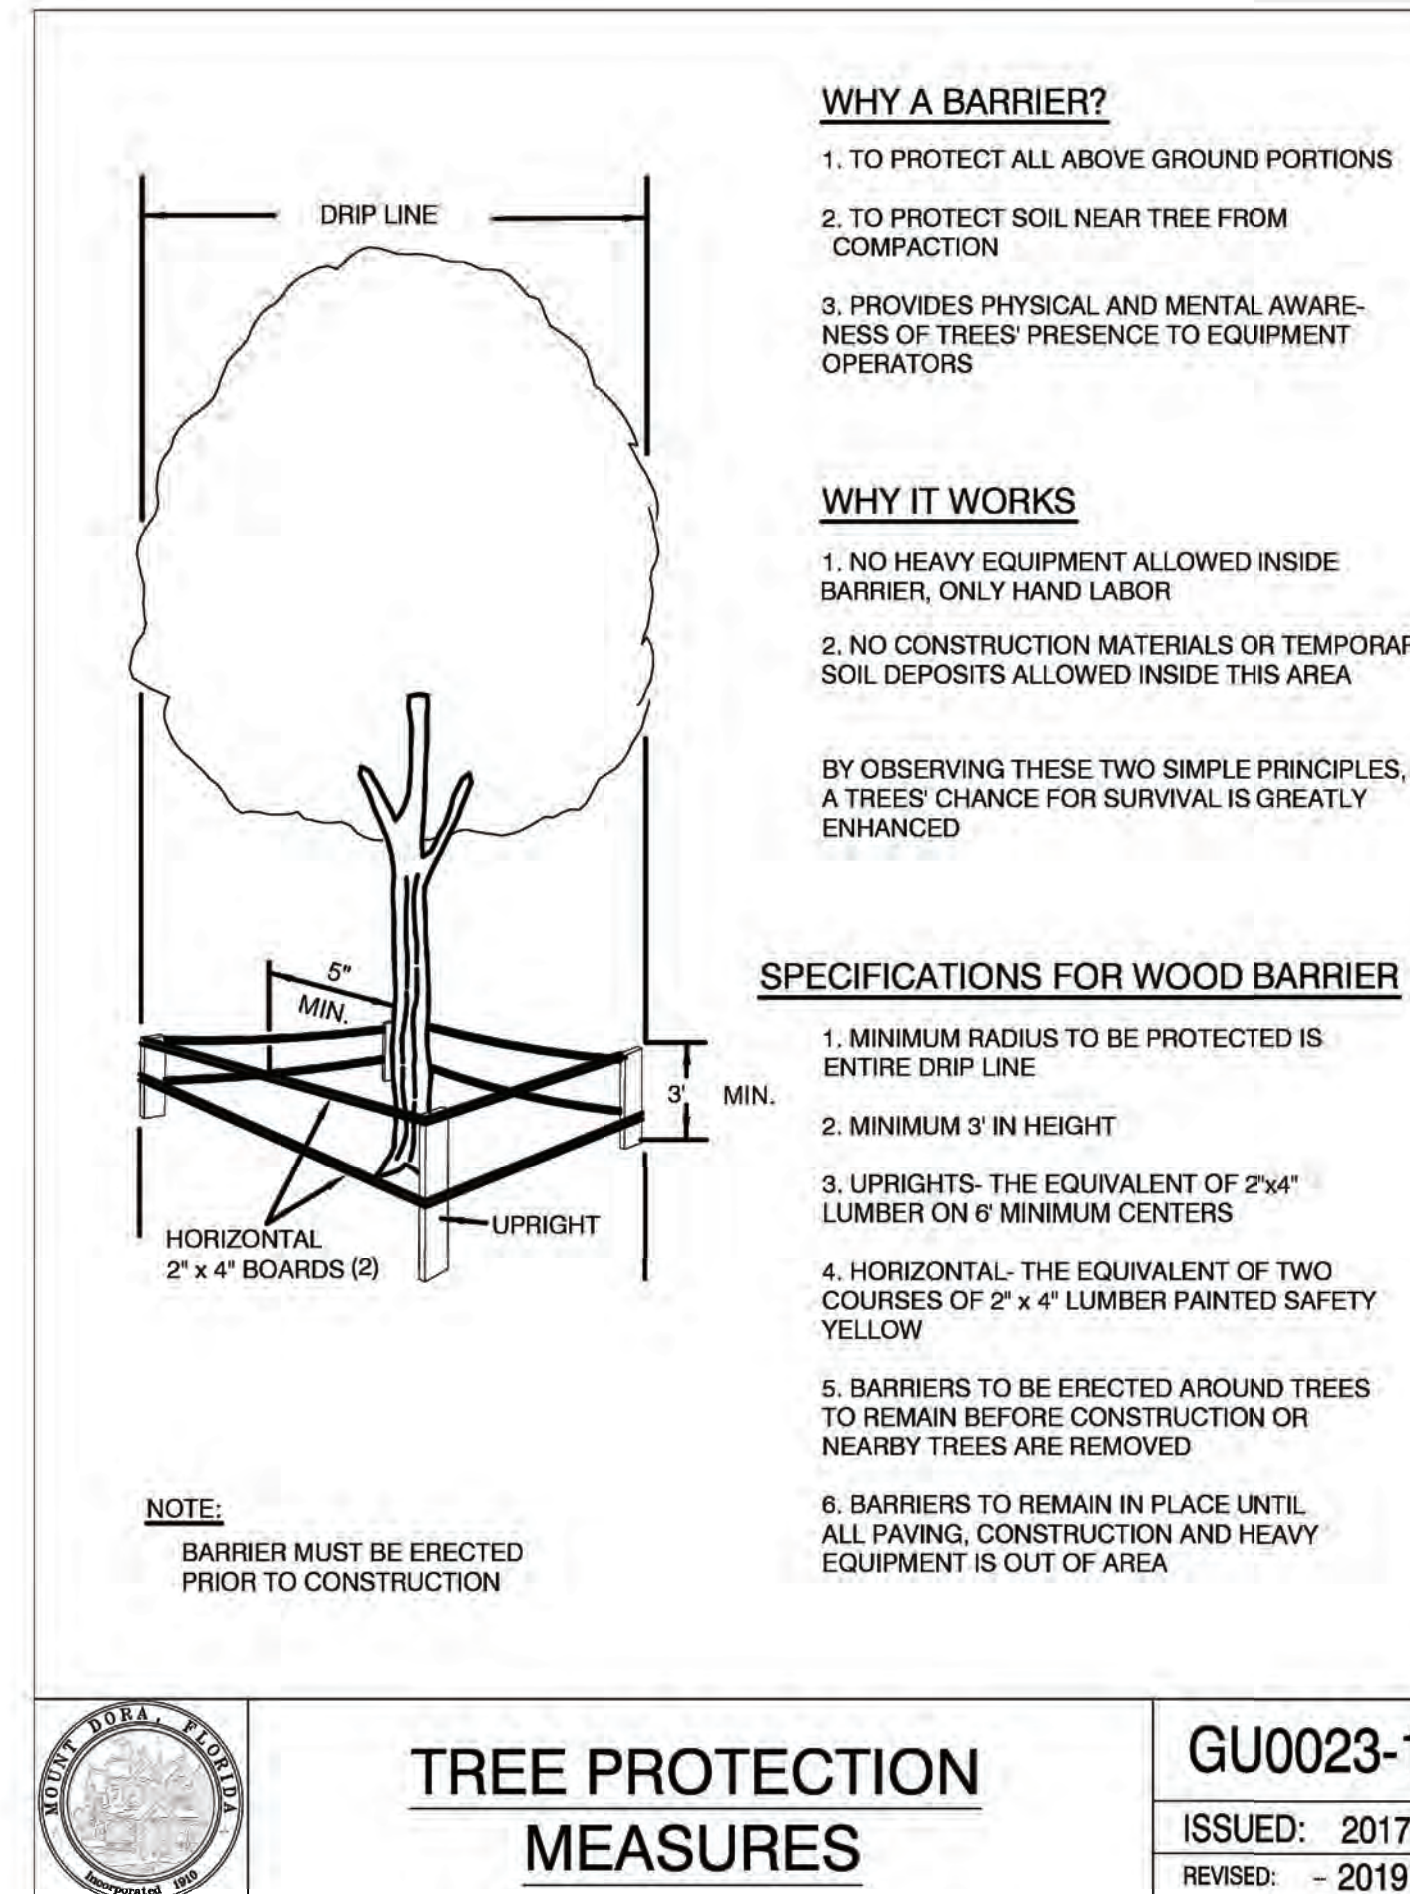 WHY A BARRIER?
1. TO PROTECT ALL ABOVE GROUND PORTIONS
2. TO PROTECT SOIL NEAR TREE FROM
COMPACTION
3. PROVIDES PHYSICAL AND MENTAL AWARE-
NESS OF TREES' PRESENCE TO EQUIPMENT
OPERATORS
WHY IT WORKS
1. NO HEAVY EQUIPMENT ALLOWED INSIDE
BARRIER, ONLY HAND LABOR
2. NO CONSTRUCTION MATERIALS OR TEMPORAR
SOIL DEPOSITS ALLOWED INSIDE THIS AREA
BY OBSERVING THESE TWO SIMPLE PRINCIPLES,
A TREES' CHANCE FOR SURVIVAL IS GREATLY
ENHANCED
SPECIFICATIONS FOR WOOD BARRIER
1. MINIMUM RADIUS TO BE PROTECTED IS
ENTIRE DRIP LINE
2. MINIMUM 3' IN HEIGHT
3. UPRIGHTS- THE EQUIVALENT OF 2"x4"
LUMBER ON 6' MINIMUM CENTERS
4. HORIZONTAL- THE EQUIVALENT OF TWO
COURSES OF 2" x 4" LUMBER PAINTED SAFETY
YELLOW
5. BARRIERS TO BE ERECTED AROUND TREES
TO REMAIN BEFORE CONSTRUCTION OR
NEARBY TREES ARE REMOVED
6. BARRIERS TO REMAIN IN PLACE UNTIL
ALL PAVING, CONSTRUCTION AND HEAVY
EQUIPMENT IS OUT OF AREA
DRIP LINE
5"
MIN.
3' MIN.
HORIZONTAL
2" x 4" BOARDS (2)
UPRIGHT
NOTE:
BARRIER MUST BE ERECTED
PRIOR TO CONSTRUCTION
MOUNT DORA, FLORIDA
Incorporated 1910
TREE PROTECTION
MEASURES
GU0023-1
ISSUED: 2017
REVISED: - 2019